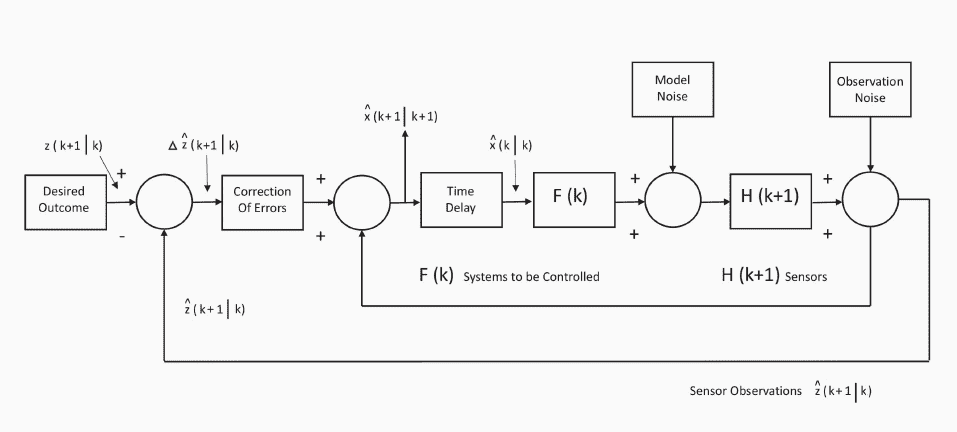 Model
Noise
Observation
Noise
x̂ (k+1 | k+1)
z (k+1 | k)
Δ ẑ (k+1 | k)
x̂ (k | k)
+
Desired
Outcome
-
Correction
Of Errors
+
+
Time
Delay
F (k)
+
+
H (k+1)
+
+
F (k) Systems to be Controlled
H (k+1) Sensors
ẑ (k+1 | k)
Sensor Observations ẑ (k+1 | k)